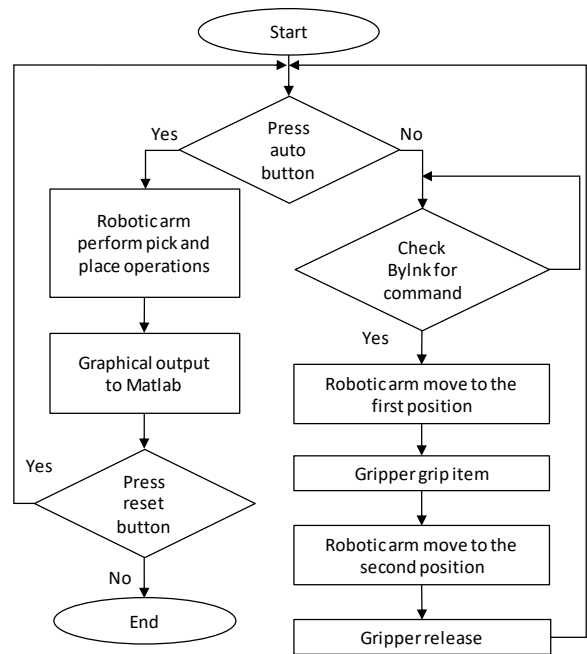 Start
Press
auto
button
Yes
No
Robotic arm
perform pick and
place operations
Graphical output
to Matlab
Press
reset
button
Yes
No
End
Check
Bylnk for
command
Yes
Robotic arm move to the
first position
Gripper grip item
Robotic arm move to the
second position
Gripper release